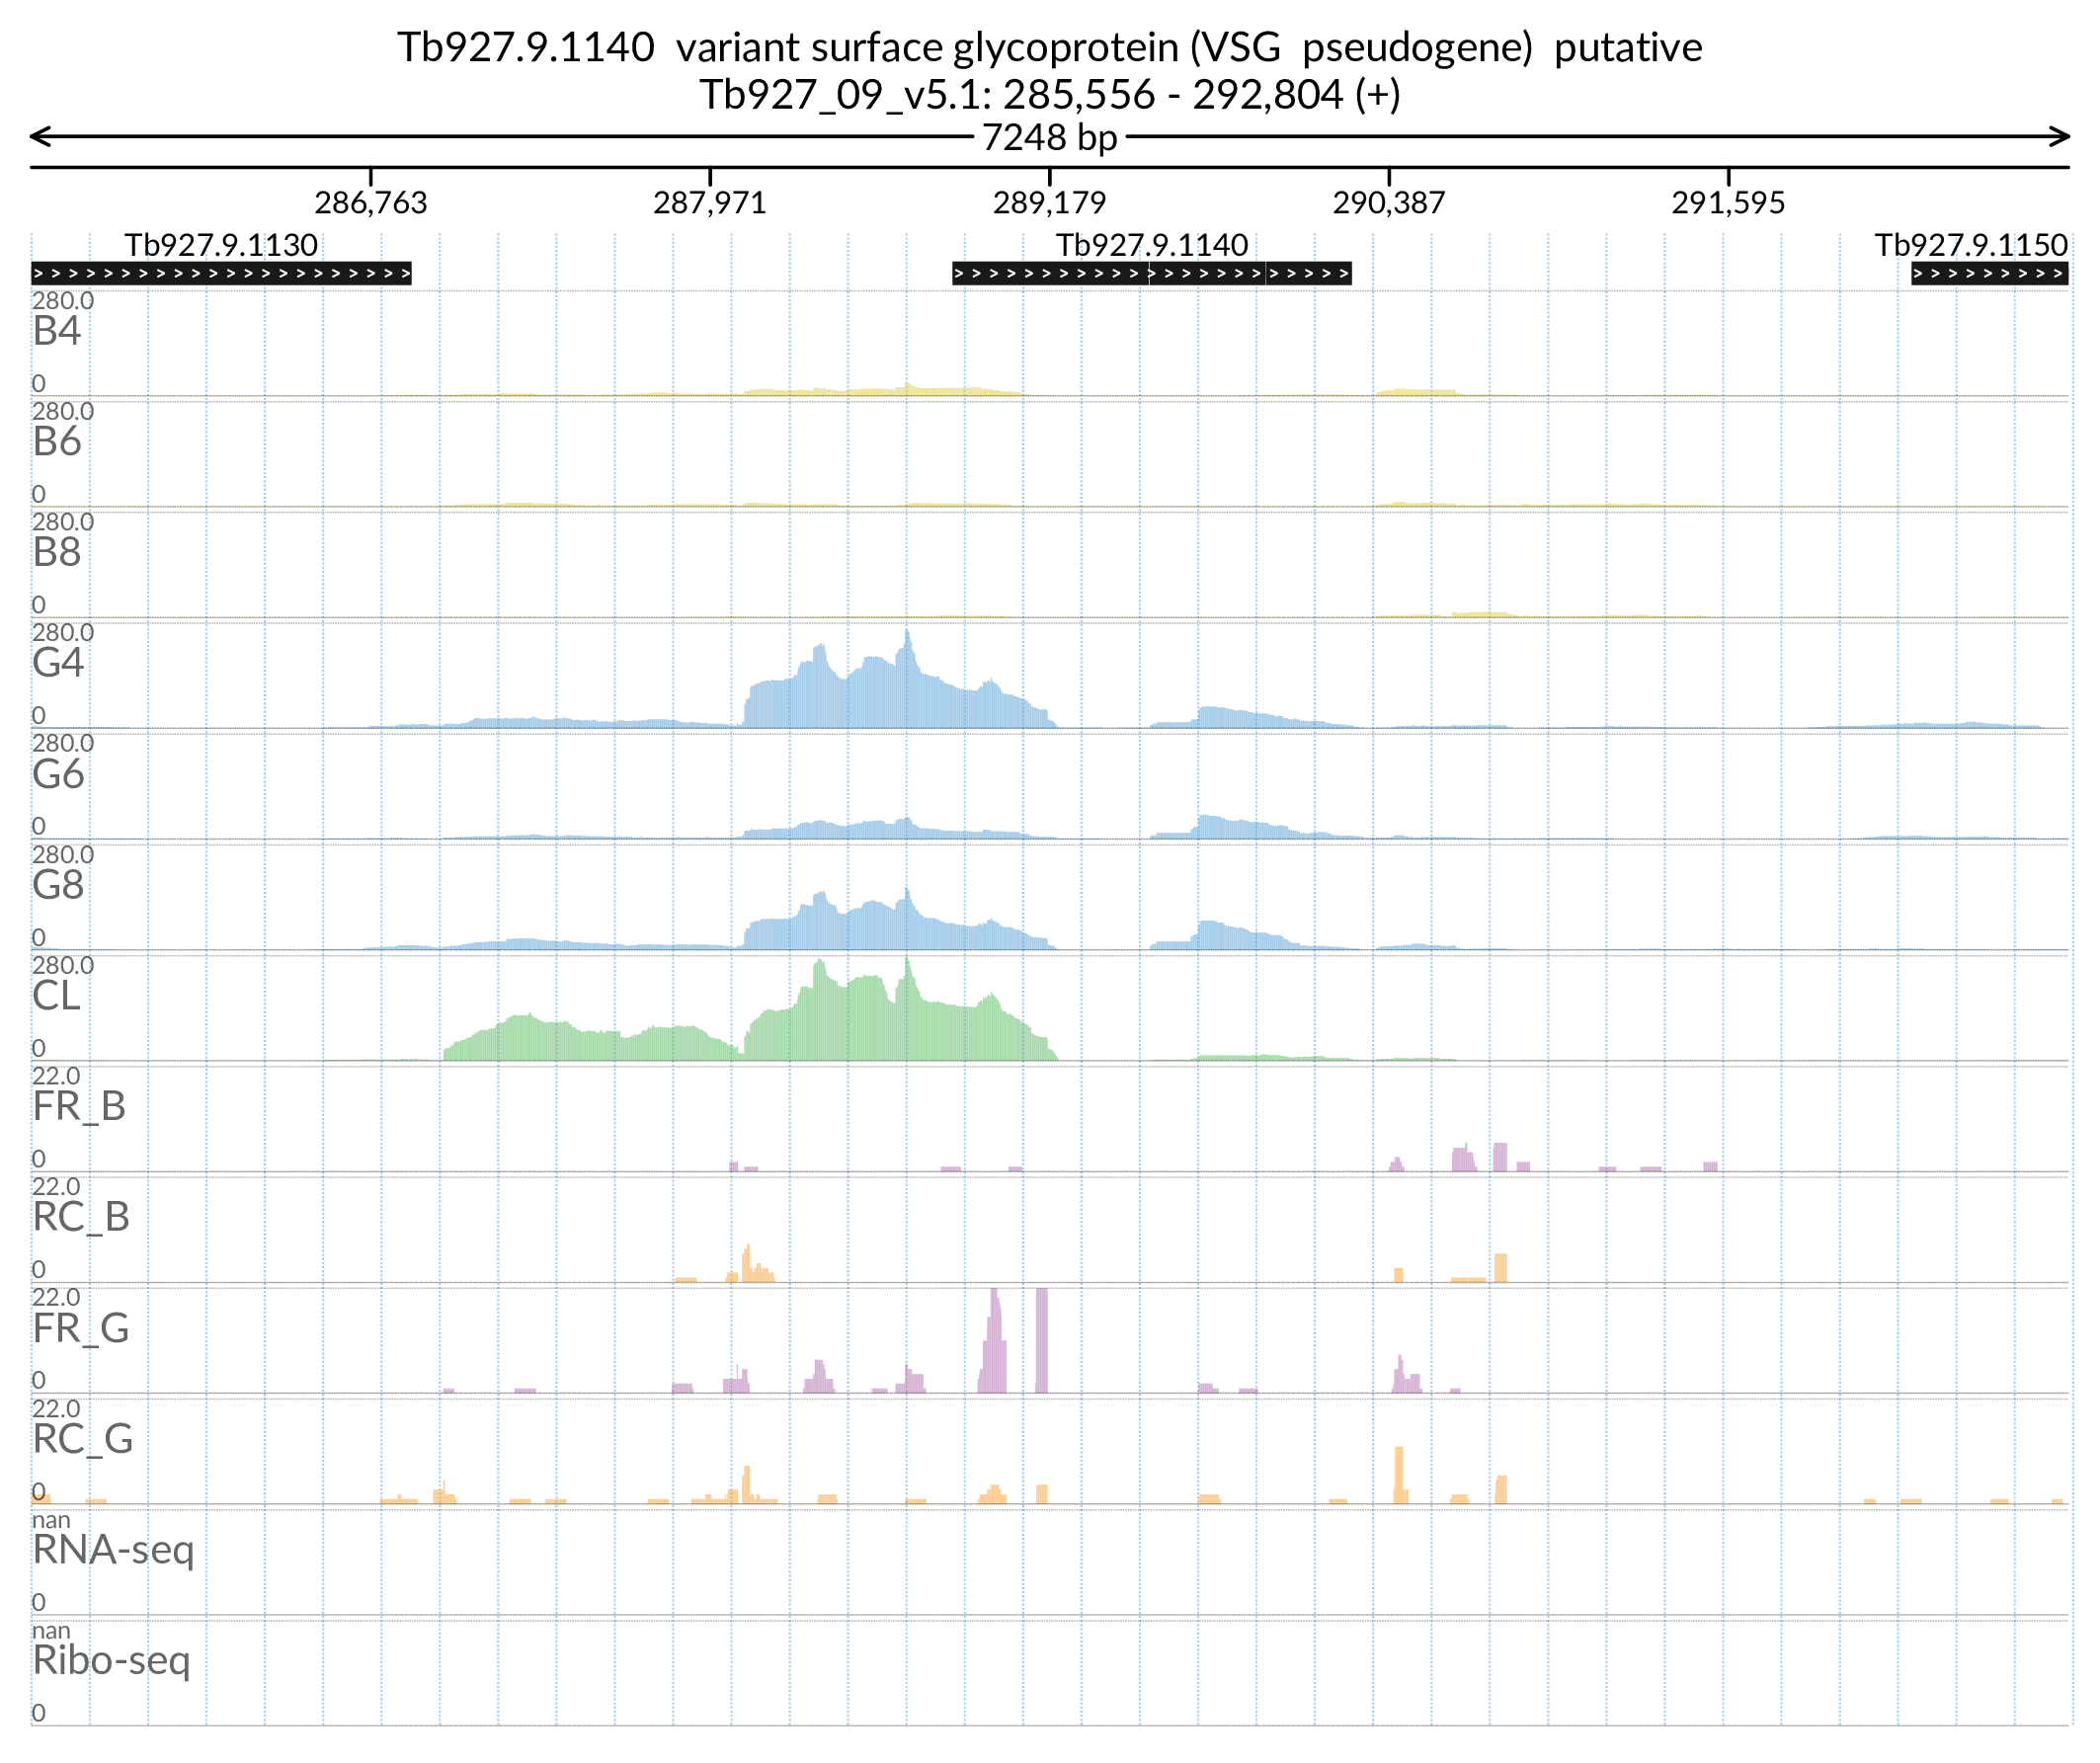 Tb927.9.1140 variant surface glycoprotein (VSG pseudogene) putative
Tb927_09_v5.1: 285,556 - 292,804 (+)
7248 bp
286,763 287,971 289,179 290,387 291,595
Tb927.9.1130 Tb927.9.1140 Tb927.9.1150
280.0
B4
0
280.0
B6
0
280.0
B8
0
280.0
G4
0
280.0
G6
0
280.0
G8
0
280.0
CL
0
22.0
FR_B
0
22.0
RC_B
0
22.0
FR_G
0
22.0
RC_G
0
nan
RNA-seq
0
nan
Ribo-seq
0